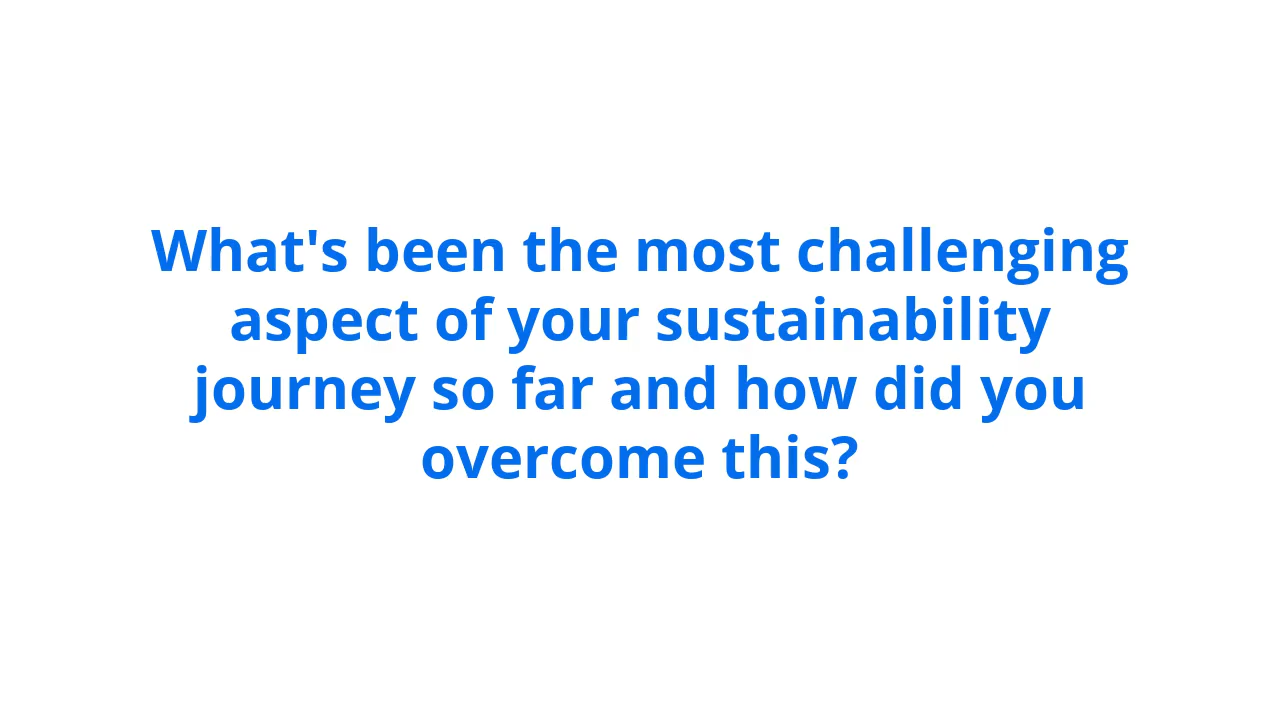 What's been the most challenging
aspect of your sustainability
journey so far and how did you
overcome this?